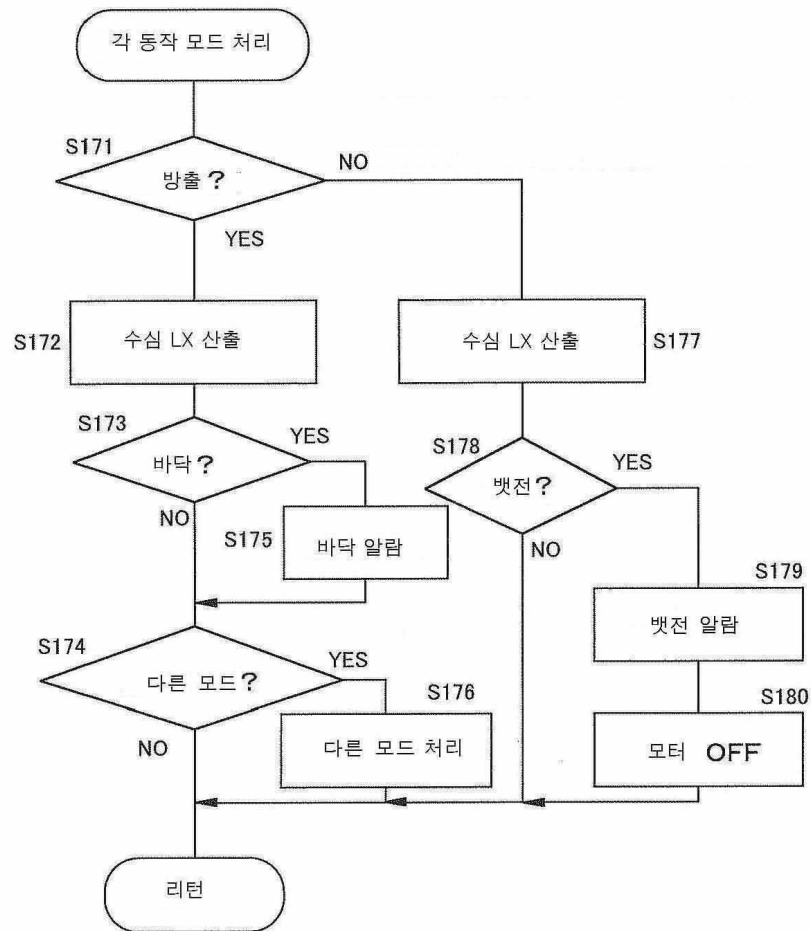 각 동작 모드 처리
S171
방출?
NO
YES
S172
수심 LX 산출
수심 LX 산출
S177
S173
바닥?
YES
NO
S178
뱃전?
YES
NO
S175
바닥 알람
S179
뱃전 알람
S174
다른 모드?
YES
NO
S176
다른 모드 처리
S180
모터 OFF
리턴